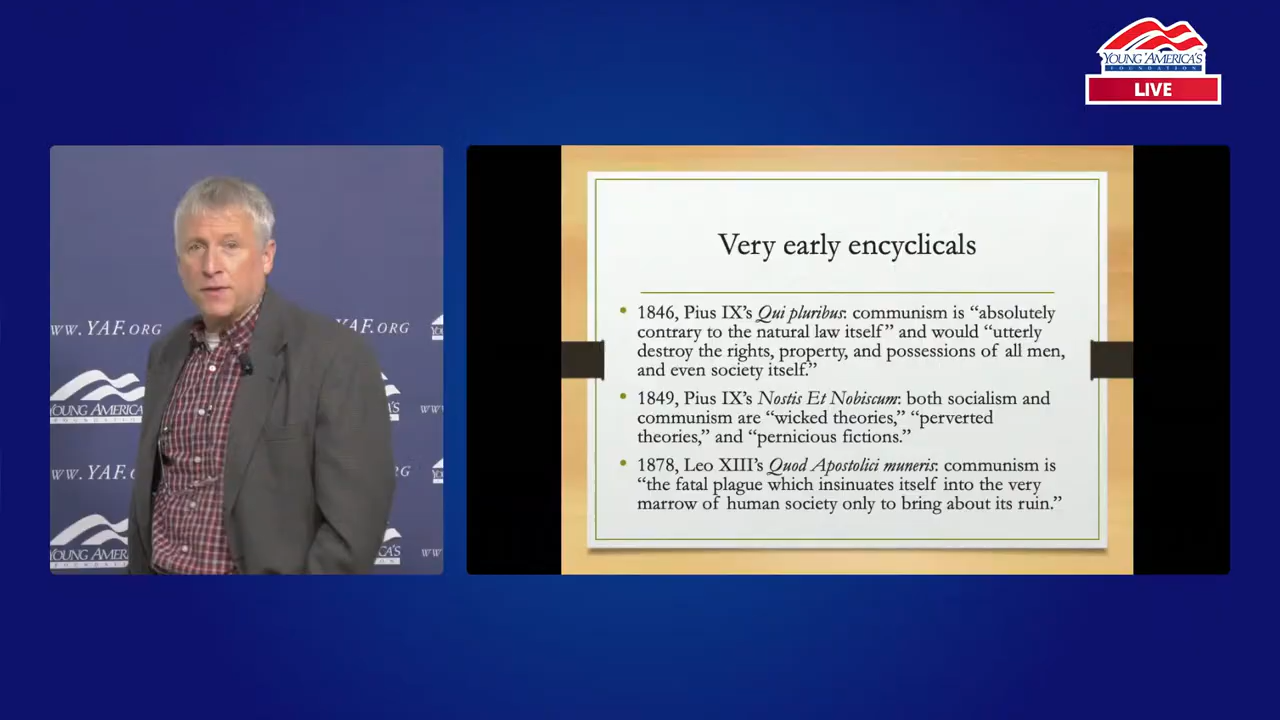 YOUNG AMERICA'S
FOUNDATION
LIVE
WW.YAF.ORG
YAF.ORG
YOUNG AMERICA
WW.YAF.O
YOUNG AMERI
Very early encyclicals
• 1846, Pius IX's Qui pluribus: communism is “absolutely
contrary to the natural law itself” and would “utterly
destroy the rights, property, and possessions of all men,
and even society itself.”
• 1849, Pius IX's Nostis Et Nobiscum: both socialism and
communism are “wicked theories,” “perverted
theories,” and “pernicious fictions.”
• 1878, Leo XIII's Quod Apostolici muneris: communism is
“the fatal plague which insinuates itself into the very
marrow of human society only to bring about its ruin.”